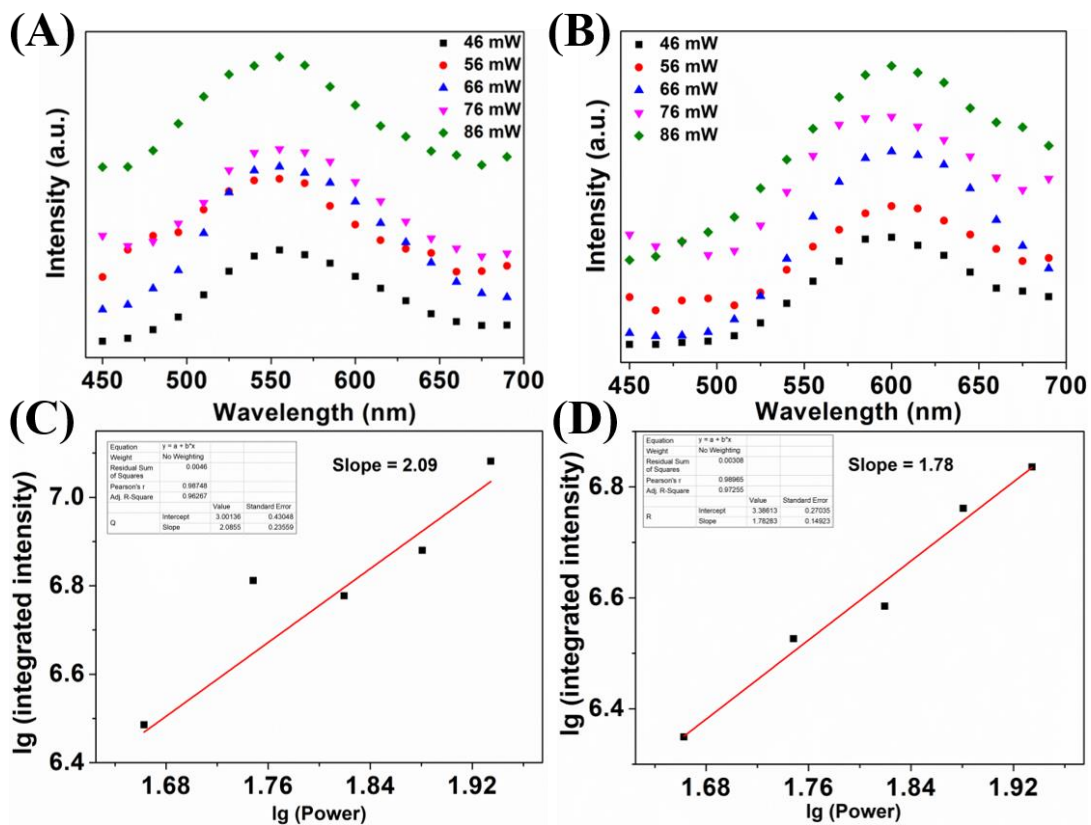 (A)
46 mW
56 mW
66 mW
76 mW
86 mW
Intensity (a.u.)
450 500 550 600 650 700
Wavelength (nm)
(B)
46 mW
56 mW
66 mW
76 mW
86 mW
Intensity (a.u.)
450 500 550 600 650 700
Wavelength (nm)
(C)
Equation y = a + b*x
Weight No Weighting
Residual Sum of Squares 0.0046
Pearson's r 0.98748
Adj. R-Square 0.96267
Value Standard Error
Q Intercept 3.00136 0.43048
Slope 2.0855 0.23559
Slope = 2.09
7.0
6.8
6.6
6.4
lg (integrated intensity)
1.68 1.76 1.84 1.92
lg (Power)
(D)
Equation y = a + b*x
Weight No Weighting
Residual Sum of Squares 0.00308
Pearson's r 0.98965
Adj. R-Square 0.97255
Value Standard Error
R Intercept 3.38613 0.27035
Slope 1.78283 0.14923
Slope = 1.78
6.8
6.6
6.4
lg (integrated intensity)
1.68 1.76 1.84 1.92
lg (Power)